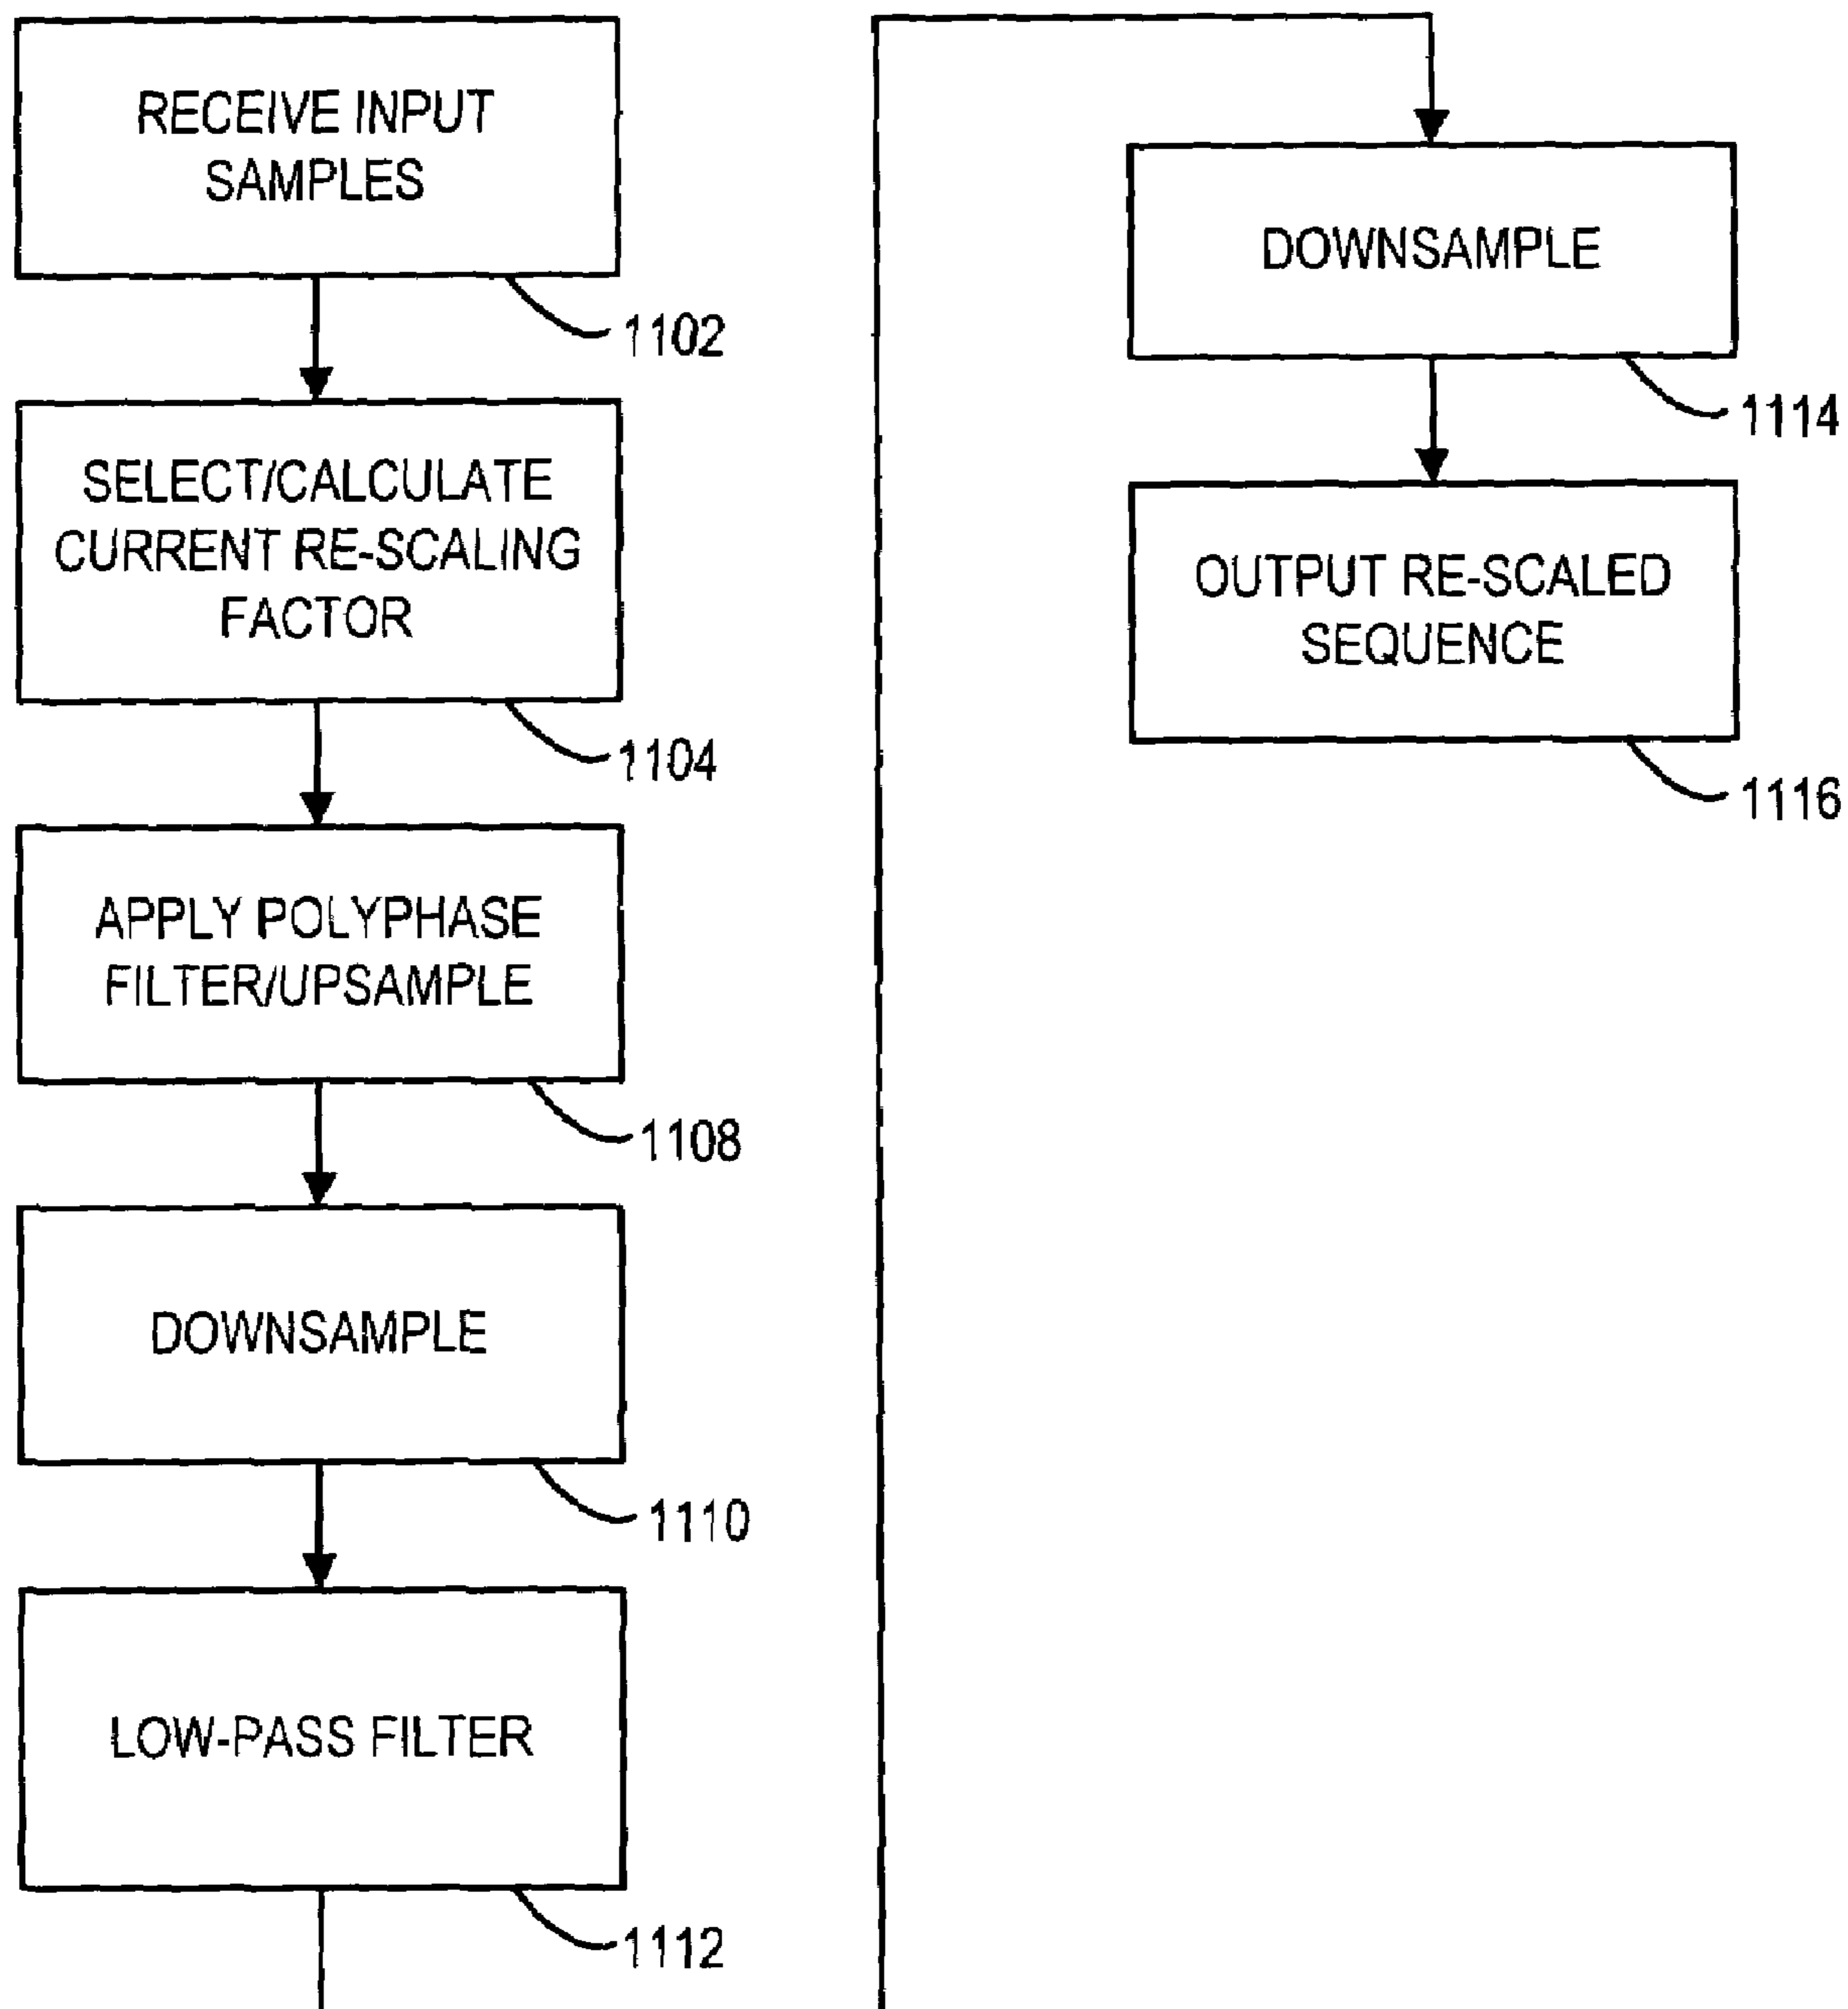 RECEIVE INPUT
SAMPLES
1102
SELECT/CALCULATE
CURRENT RE-SCALING
FACTOR
1104
APPLY POLYPHASE
FILTER/UPSAMPLE
1108
DOWNSAMPLE
1110
LOW-PASS FILTER
1112
DOWNSAMPLE
1114
OUTPUT RE-SCALED
SEQUENCE
1116